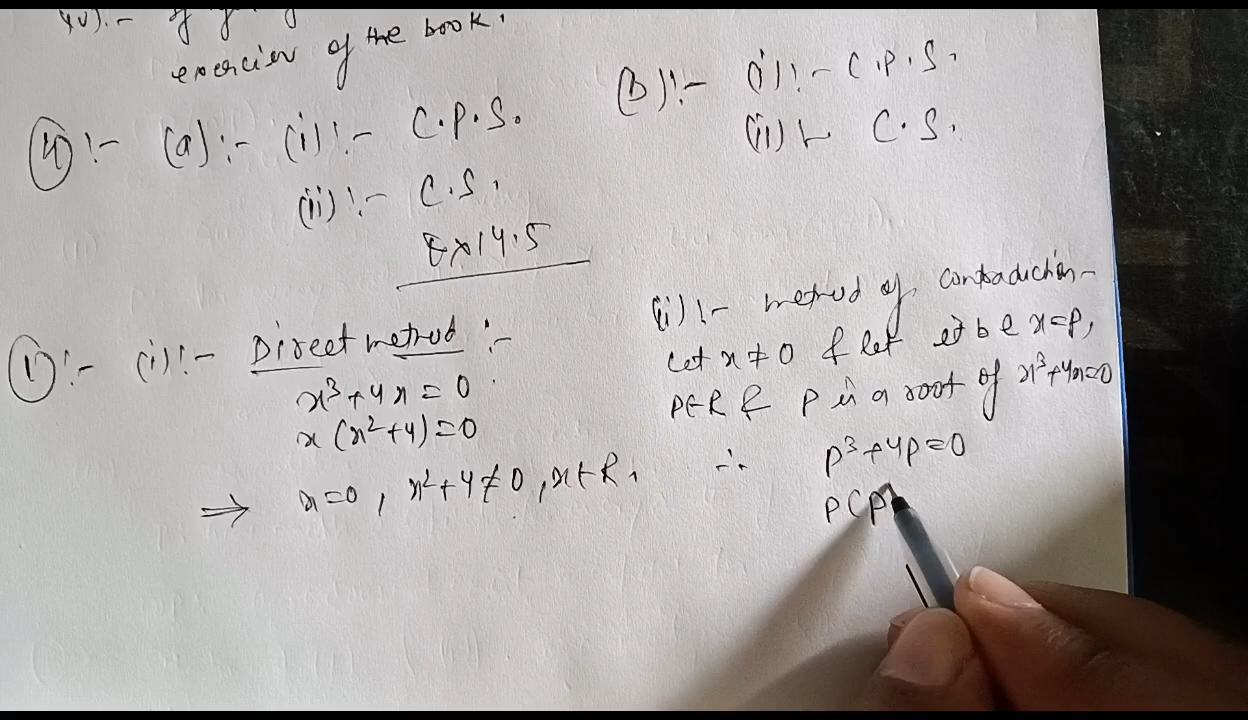 exercise of the book.
(4) :- (a) :- (i) :- C.P.S.
(ii) :- C.S.
(b) :- (i) :- C.P.S.
(ii) :- C.S.
Ex 14.5
(1) :- (i) :- Direct method :-
x³+4x=0
x(x²+4)=0
⇒ x=0, x²+4≠0, x∈R,
(ii) :- method of contradiction -
Let x≠0 & let it be x=p,
p∈R & p is a root of x³+4x=0
∴ p³+4p=0
p(p